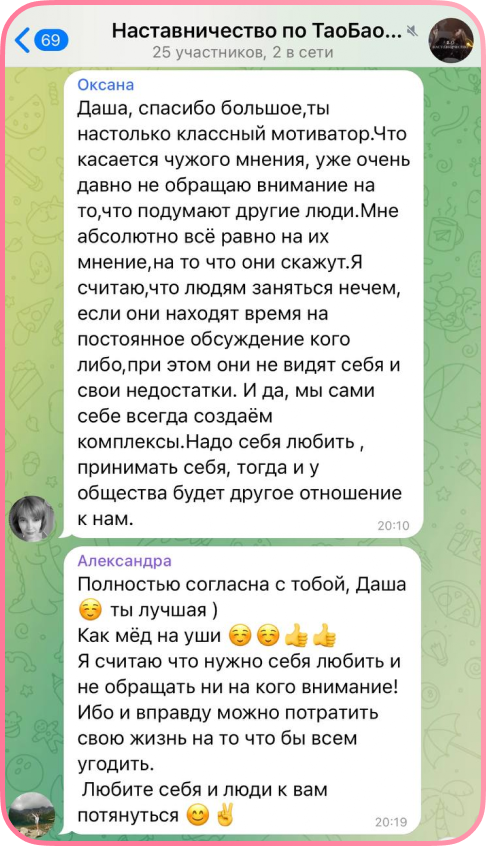 69
Наставничество по ТаоБао...
25 участников, 2 в сети
Оксана
Даша, спасибо большое,ты
настолько классный мотиватор.Что
касается чужого мнения, уже очень
давно не обращаю внимание на
то,что подумают другие люди.Мне
абсолютно всё равно на их
мнение,на то что они скажут.Я
считаю,что людям заняться нечем,
если они находят время на
постоянное обсуждение кого
либо,при этом они не видят себя и
свои недостатки. И да, мы сами
себе всегда создаём
комплексы.Надо себя любить ,
принимать себя, тогда и у
общества будет другое отношение
к нам.
20:10
Александра
Полностью согласна с тобой, Даша
☺️ ты лучшая )
Как мёд на уши ☺️☺️👍👍
Я считаю что нужно себя любить и
не обращать ни на кого внимание!
Ибо и вправду можно потратить
свою жизнь на то что бы всем
угодить.
Любите себя и люди к вам
потянуться 😊✌️
20:19